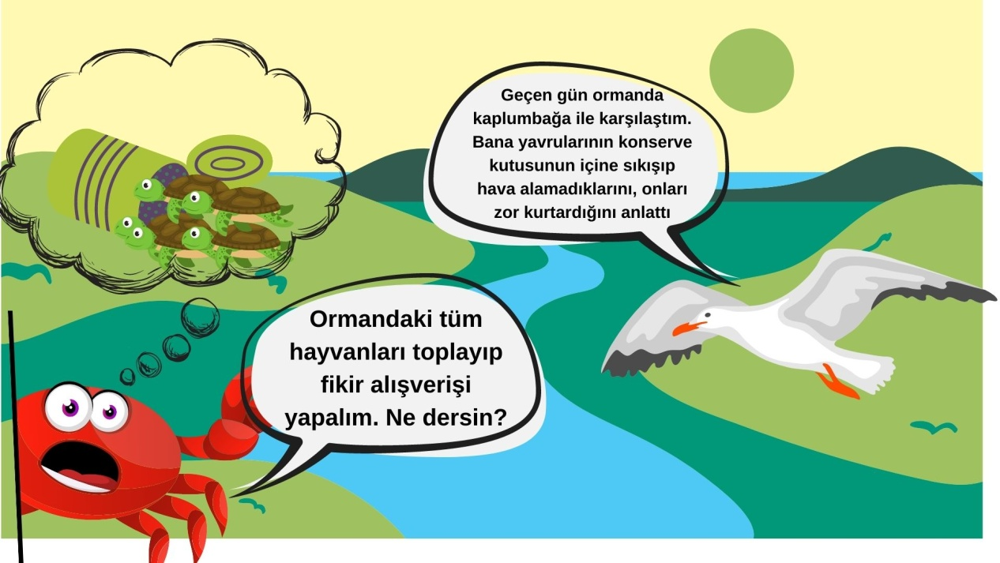 Geçen gün ormanda
kaplumbağa ile karşılaştım.
Bana yavrularının konserve
kutusunun içine sıkışıp
hava alamadıklarını, onları
zor kurtardığını anlattı
Ormandaki tüm
hayvanları toplayıp
fikir alışverişi
yapalım. Ne dersin?